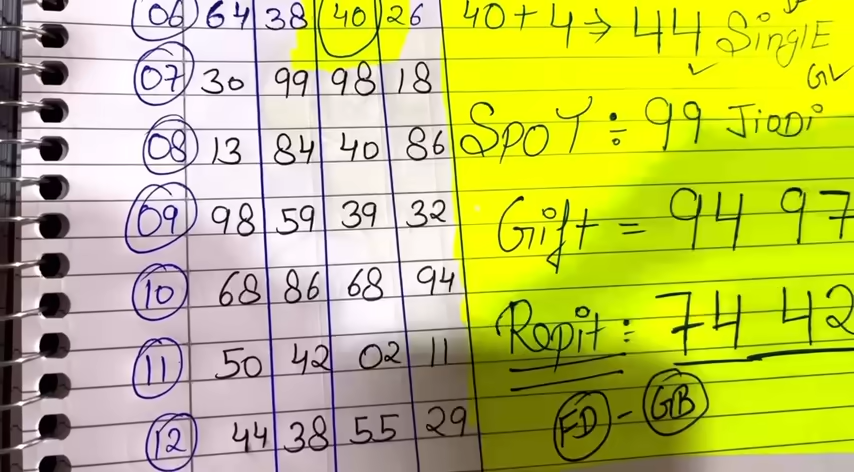 06 64 38 40 26
07 30 99 98 18
08 13 84 40 86
09 98 59 39 32
10 68 86 68 94
11 50 42 02 11
12 44 38 55 29
40+4→ 44 SinglE
SPOT ÷ 99 JioDi
Gift = 94 97
Ropit: 74 42
FD - GB